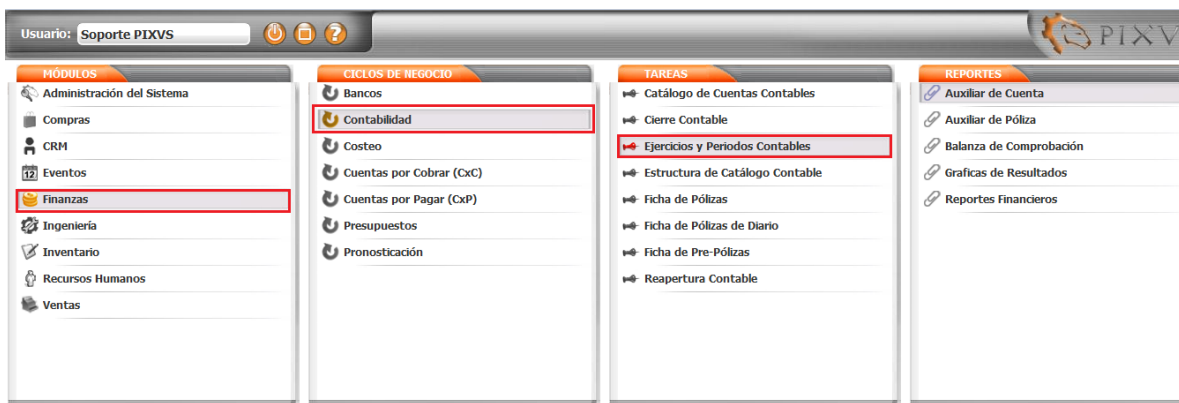 Usuario: Soporte PIXVS
?
PIXV
MÓDULOS
Administración del Sistema
Compras
CRM
12 Eventos
Finanzas
Ingeniería
Inventario
Recursos Humanos
Ventas
CICLOS DE NEGOCIO
Bancos
Contabilidad
Costeo
Cuentas por Cobrar (CxC)
Cuentas por Pagar (CxP)
Presupuestos
Pronosticación
TAREAS
Catálogo de Cuentas Contables
Cierre Contable
Ejercicios y Periodos Contables
Estructura de Catálogo Contable
Ficha de Pólizas
Ficha de Pólizas de Diario
Ficha de Pre-Pólizas
Reapertura Contable
REPORTES
Auxiliar de Cuenta
Auxiliar de Póliza
Balanza de Comprobación
Graficas de Resultados
Reportes Financieros